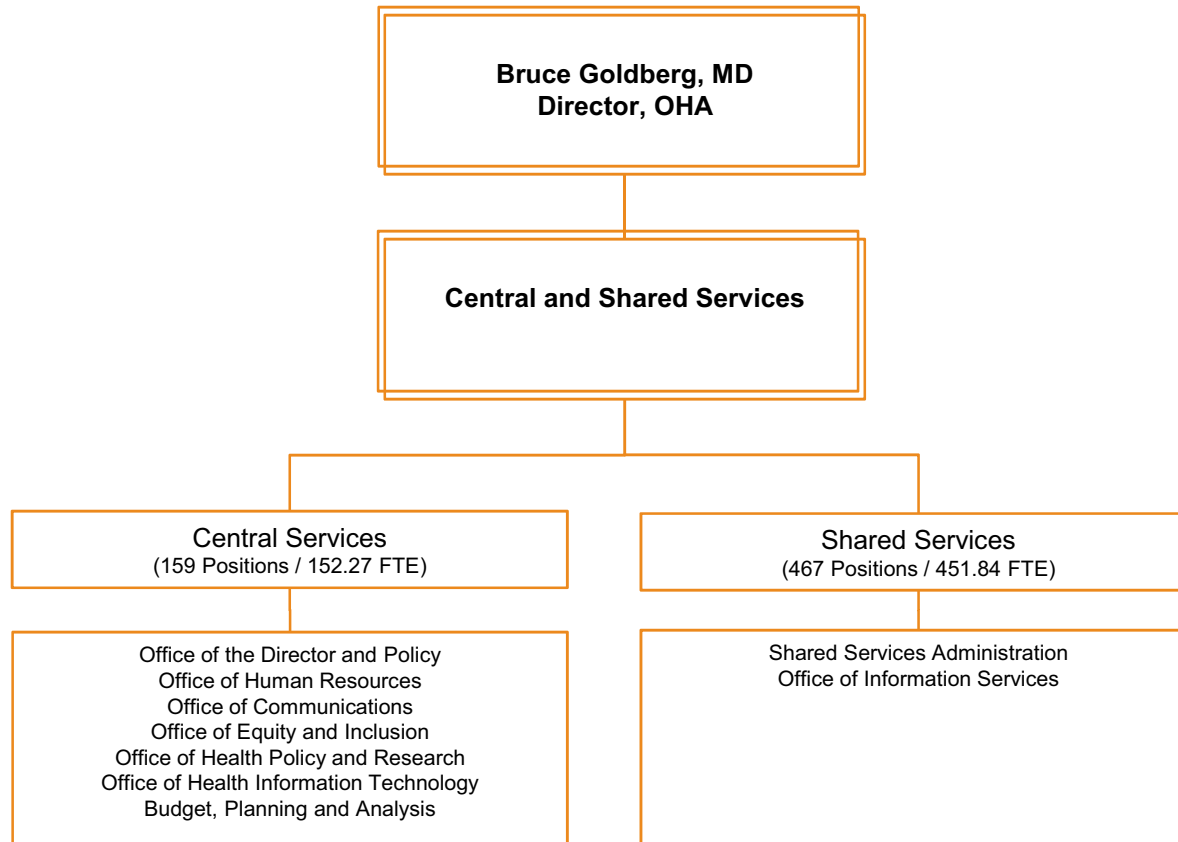 Bruce Goldberg, MD
Director, OHA
Central and Shared Services
Central Services
(159 Positions / 152.27 FTE)
Shared Services
(467 Positions / 451.84 FTE)
Office of the Director and Policy
Office of Human Resources
Office of Communications
Office of Equity and Inclusion
Office of Health Policy and Research
Office of Health Information Technology
Budget, Planning and Analysis
Shared Services Administration
Office of Information Services